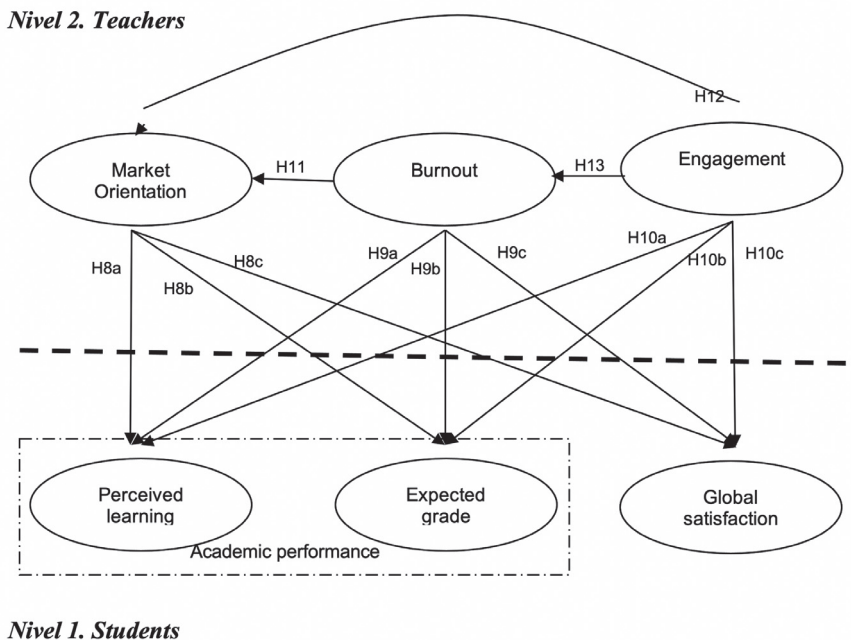 Nivel 2. Teachers
H12
Market
Orientation
H11
Burnout
H13
Engagement
H8a
H8b
H8c
H9a
H9b
H9c
H10a
H10b
H10c
Perceived
learning
Expected
grade
Global
satisfaction
Academic performance
Nivel 1. Students